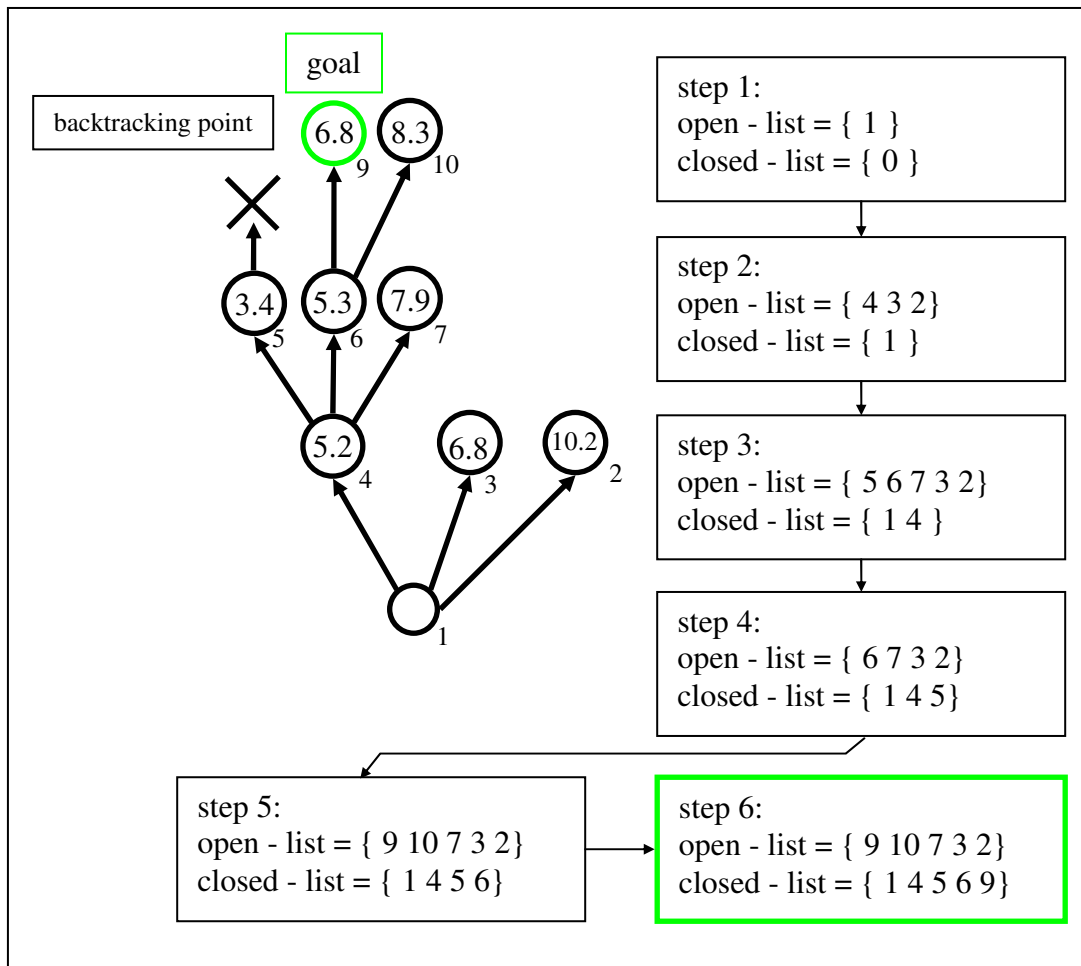 goal
backtracking point
6.8
9
8.3
10
3.4
5
5.3
6
7.9
7
5.2
4
6.8
3
10.2
2
1
step 1:
open - list = { 1 }
closed - list = { 0 }
step 2:
open - list = { 4 3 2}
closed - list = { 1 }
step 3:
open - list = { 5 6 7 3 2}
closed - list = { 1 4 }
step 4:
open - list = { 6 7 3 2}
closed - list = { 1 4 5}
step 5:
open - list = { 9 10 7 3 2}
closed - list = { 1 4 5 6}
step 6:
open - list = { 9 10 7 3 2}
closed - list = { 1 4 5 6 9}